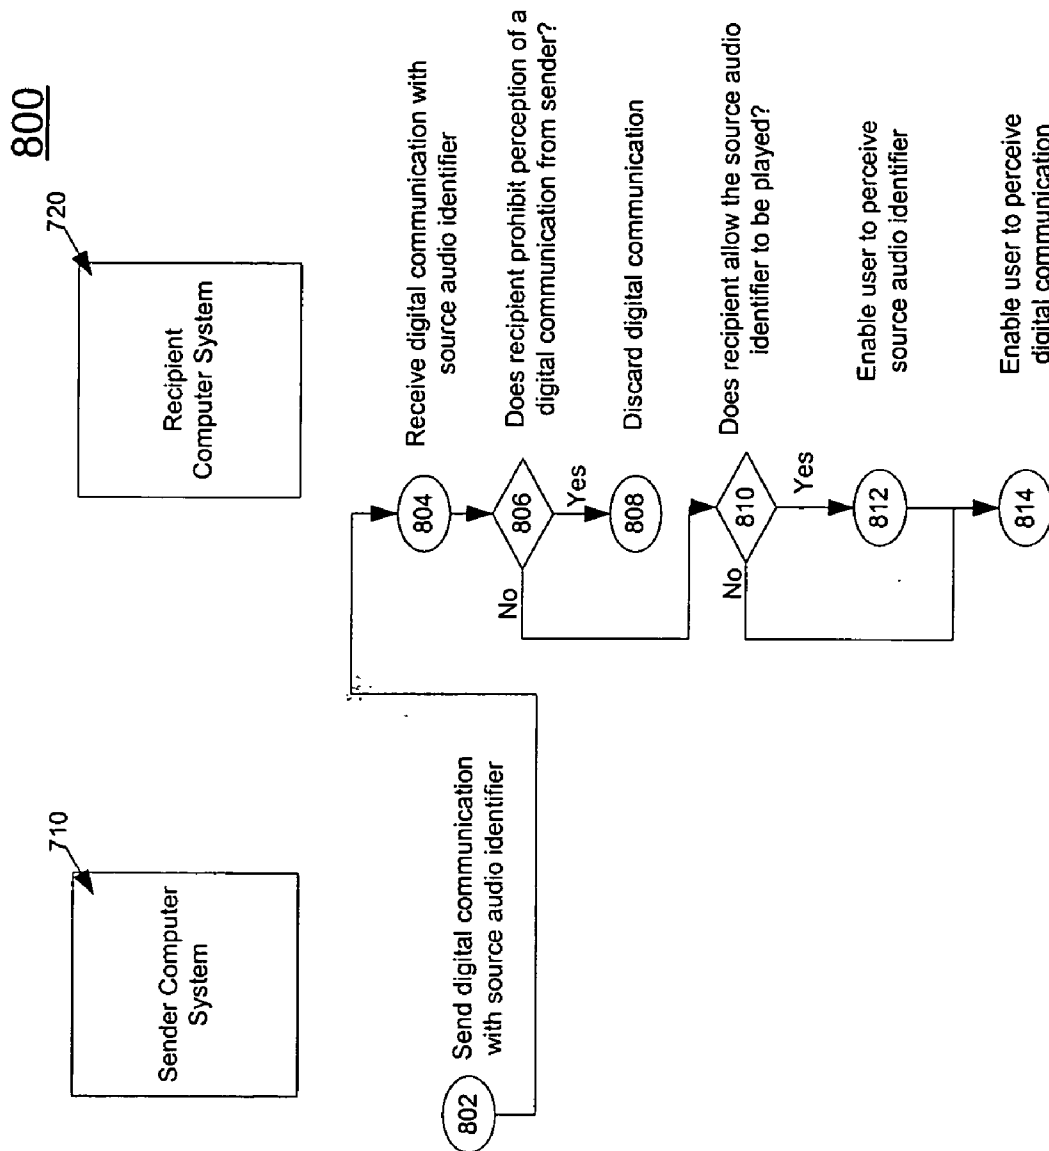 800
710
Sender Computer
System
720
Recipient
Computer System
802
Send digital communication
with source audio identifier
804
Receive digital communication with
source audio identifier
806
Does recipient prohibit perception of a
digital communication from sender?
No
Yes
808
Discard digital communication
810
Does recipient allow the source audio
identifier to be played?
No
Yes
812
Enable user to perceive
source audio identifier
814
Enable user to perceive
digital communication